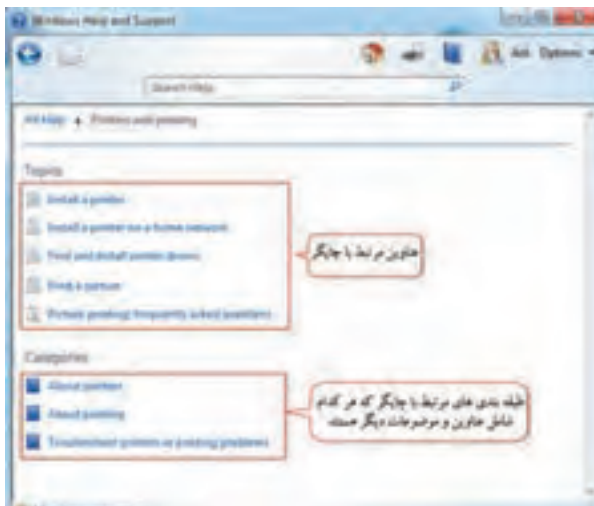 Windows Help and Support
Ask Options
Search Help
All Help ▸ Printers and printing
Topics
Install a printer
Install a printer on a home network
Find and install printer drivers
Print a picture
Picture printing: frequently asked questions
عناوین مرتبط با چاپگر
Categories
About printers
About printing
Troubleshoot printers or printing problems
طبقه بندی های مرتبط با چاپگر که هر کدام
شامل عناوین و موضوعات دیگر هستند